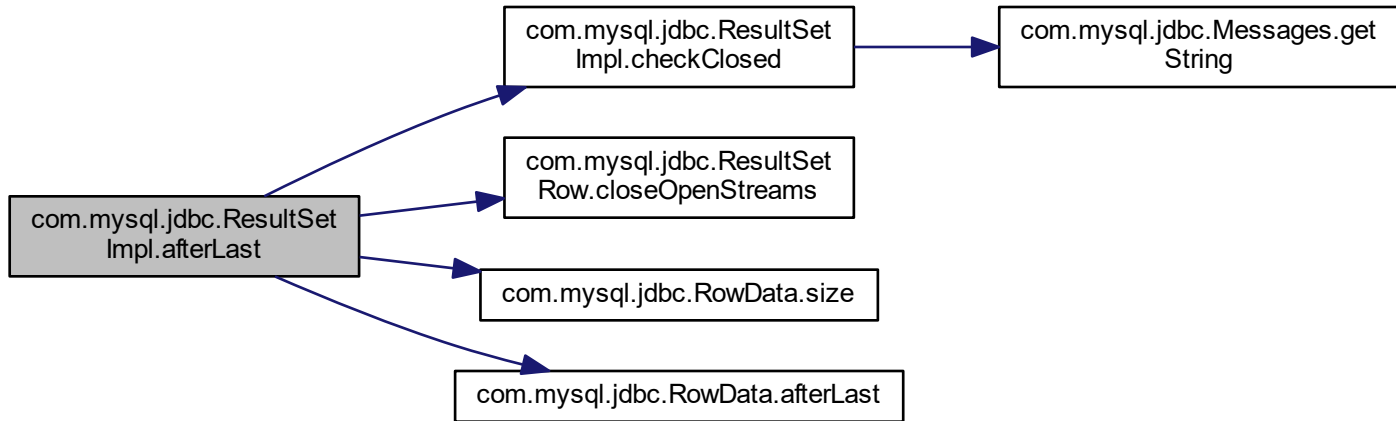 com.mysql.jdbc.ResultSet
Impl.checkClosed
com.mysql.jdbc.Messages.get
String
com.mysql.jdbc.ResultSet
Row.closeOpenStreams
com.mysql.jdbc.ResultSet
Impl.afterLast
com.mysql.jdbc.RowData.size
com.mysql.jdbc.RowData.afterLast